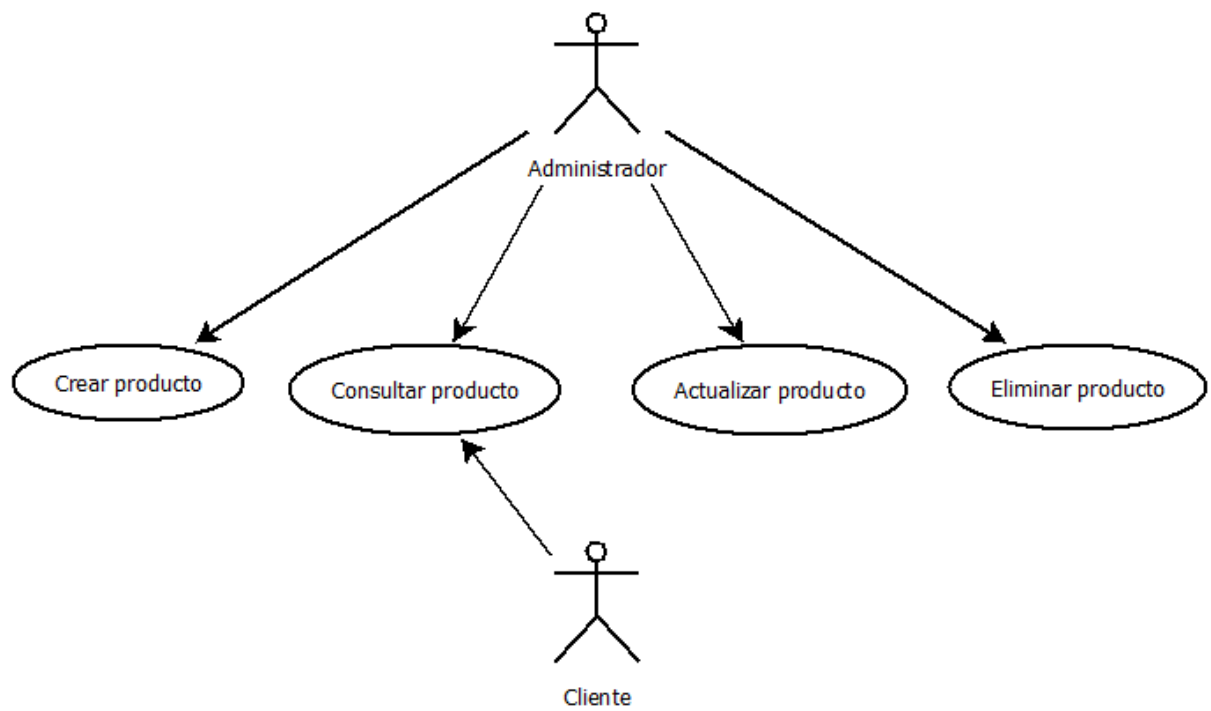 Administrador
Crear producto
Consultar producto
Actualizar producto
Eliminar producto
Cliente